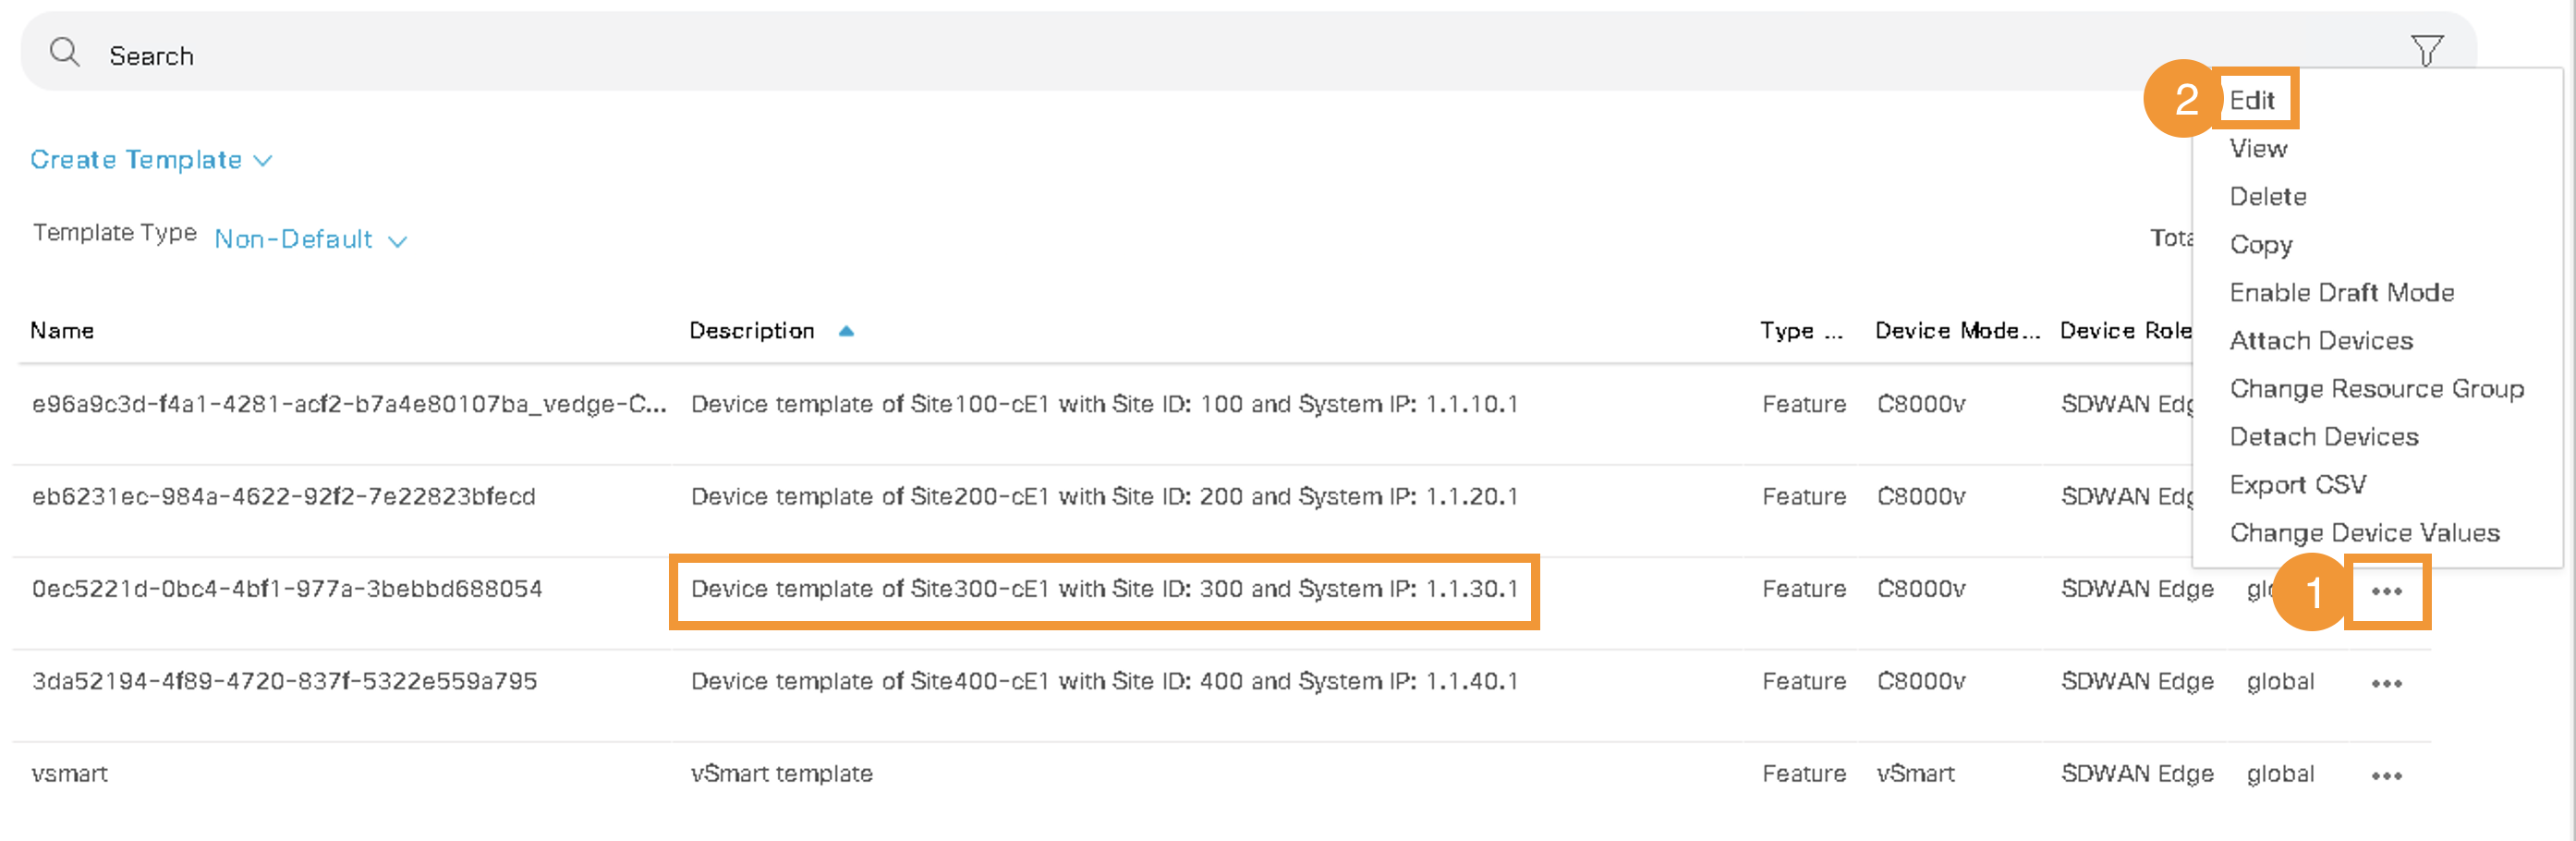 Search
2 Edit
View
Create Template
Delete
Template Type Non-Default
Copy
Enable Draft Mode
Name Description Type ... Device Mode... Device Role
Attach Devices
Change Resource Group
e96a9c3d-f4a1-4281-acf2-b7a4e80107ba_vedge-C... Device template of Site100-cE1 with Site ID: 100 and System IP: 1.1.10.1 Feature C8000v SDWAN
Detach Devices
Export CSV
eb6231ec-984a-4622-92f2-7e22823bfecd Device template of Site200-cE1 with Site ID: 200 and System IP: 1.1.20.1 Feature C8000v SDWAN
Change Device Values
0ec5221d-0bc4-4bf1-977a-3bebbd688054 Device template of Site300-cE1 with Site ID: 300 and System IP: 1.1.30.1 Feature C8000v SDWAN Edge 1 •••
3da52194-4f89-4720-837f-5322e559a795 Device template of Site400-cE1 with Site ID: 400 and System IP: 1.1.40.1 Feature C8000v SDWAN Edge global •••
vsmart vSmart template Feature vSmart SDWAN Edge global •••